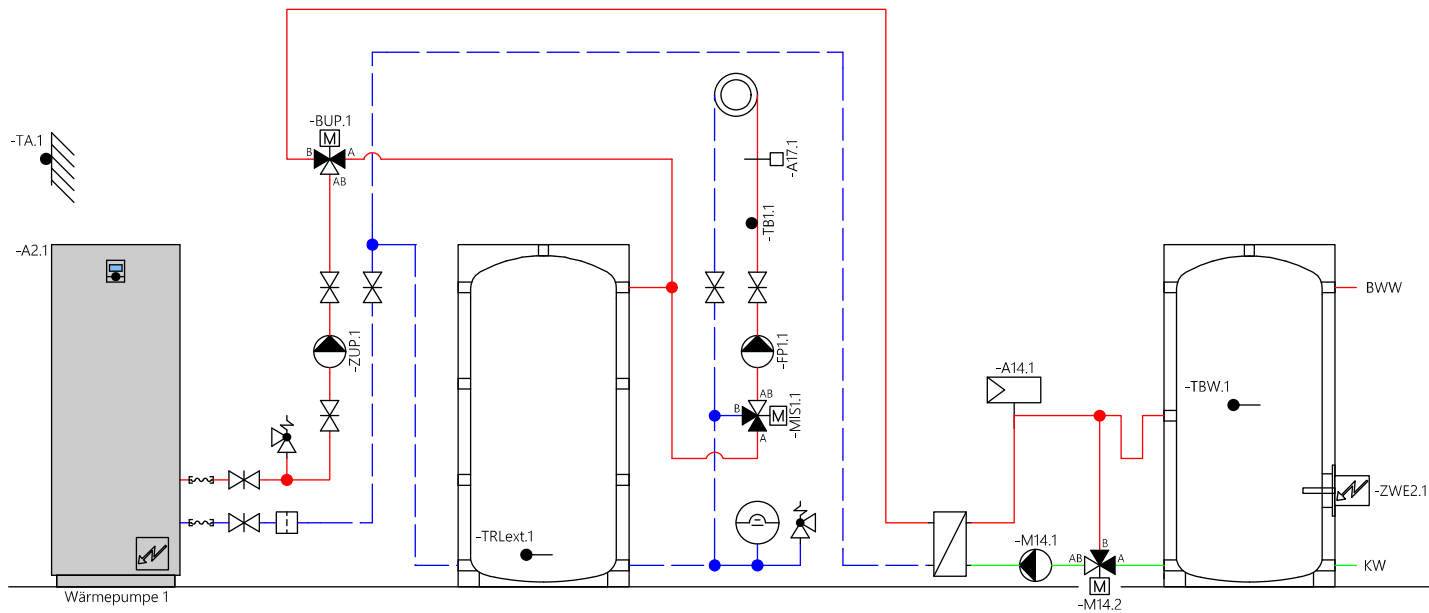 -BUP.1
M
B
A
AB
-TA.1
-A17.1
-TB1.1
-A2.1
BWW
-ZUP.1
-FP1.1
-A14.1
-TBW.1
AB
B
M
A
-MIS1.1
-ZWE2.1
-TRLext.1
-M14.1
B
AB
A
KW
M
Wärmepumpe 1
-M14.2